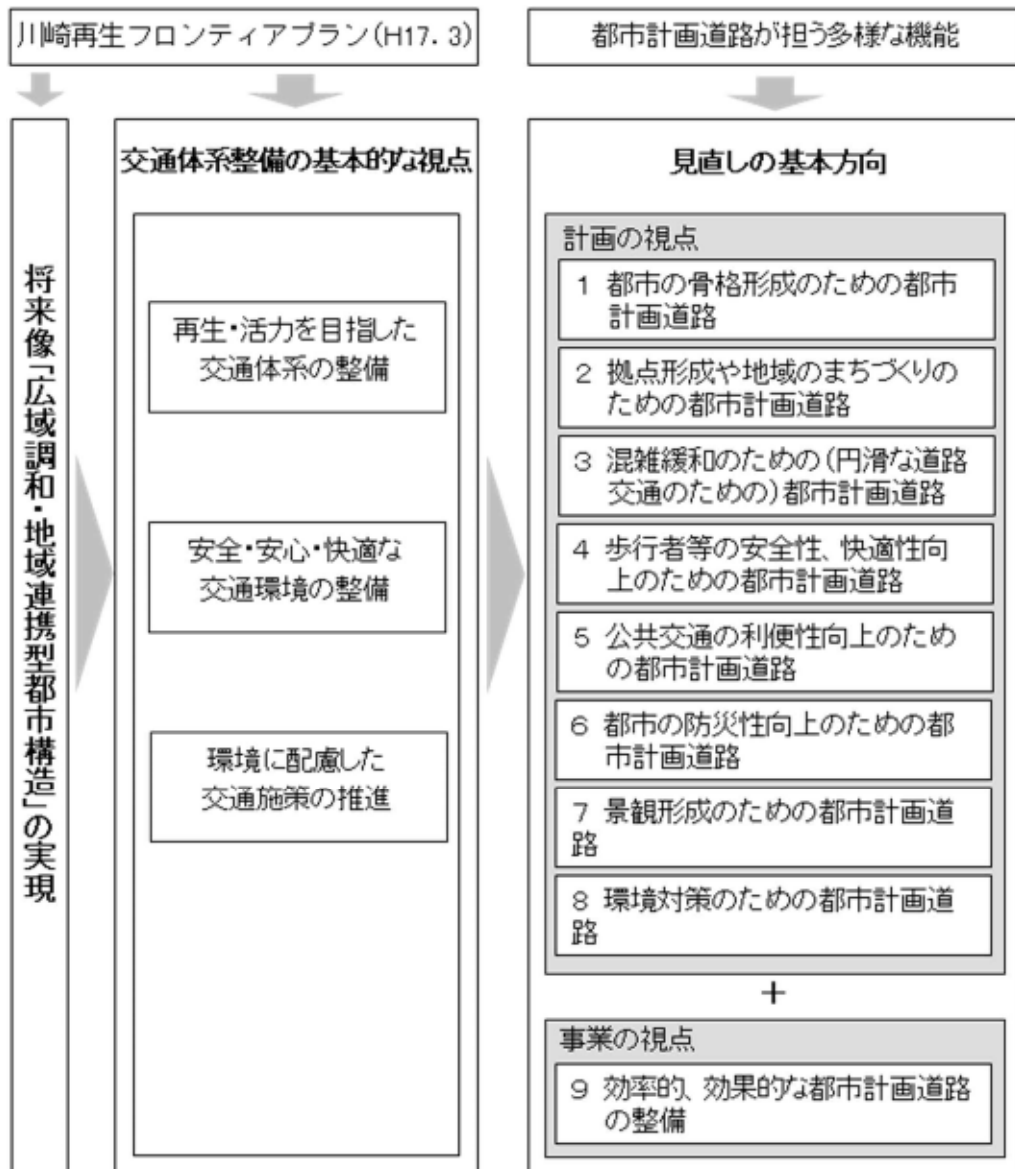 川崎再生フロンティアプラン(H17.3)
都市計画道路が担う多様な機能
将来像「広域調和・地域連携型都市構造」の実現
交通体系整備の基本的な視点
再生・活力を目指した
交通体系の整備
安全・安心・快適な
交通環境の整備
環境に配慮した
交通施策の推進
見直しの基本方向
計画の視点
1 都市の骨格形成のための都市
計画道路
2 拠点形成や地域のまちづくりの
ための都市計画道路
3 混雑緩和のための(円滑な道路
交通のための)都市計画道路
4 歩行者等の安全性、快適性向
上のための都市計画道路
5 公共交通の利便性向上のため
の都市計画道路
6 都市の防災性向上のための都
市計画道路
7 景観形成のための都市計画道
路
8 環境対策のための都市計画道
路
+
事業の視点
9 効率的、効果的な都市計画道路
の整備